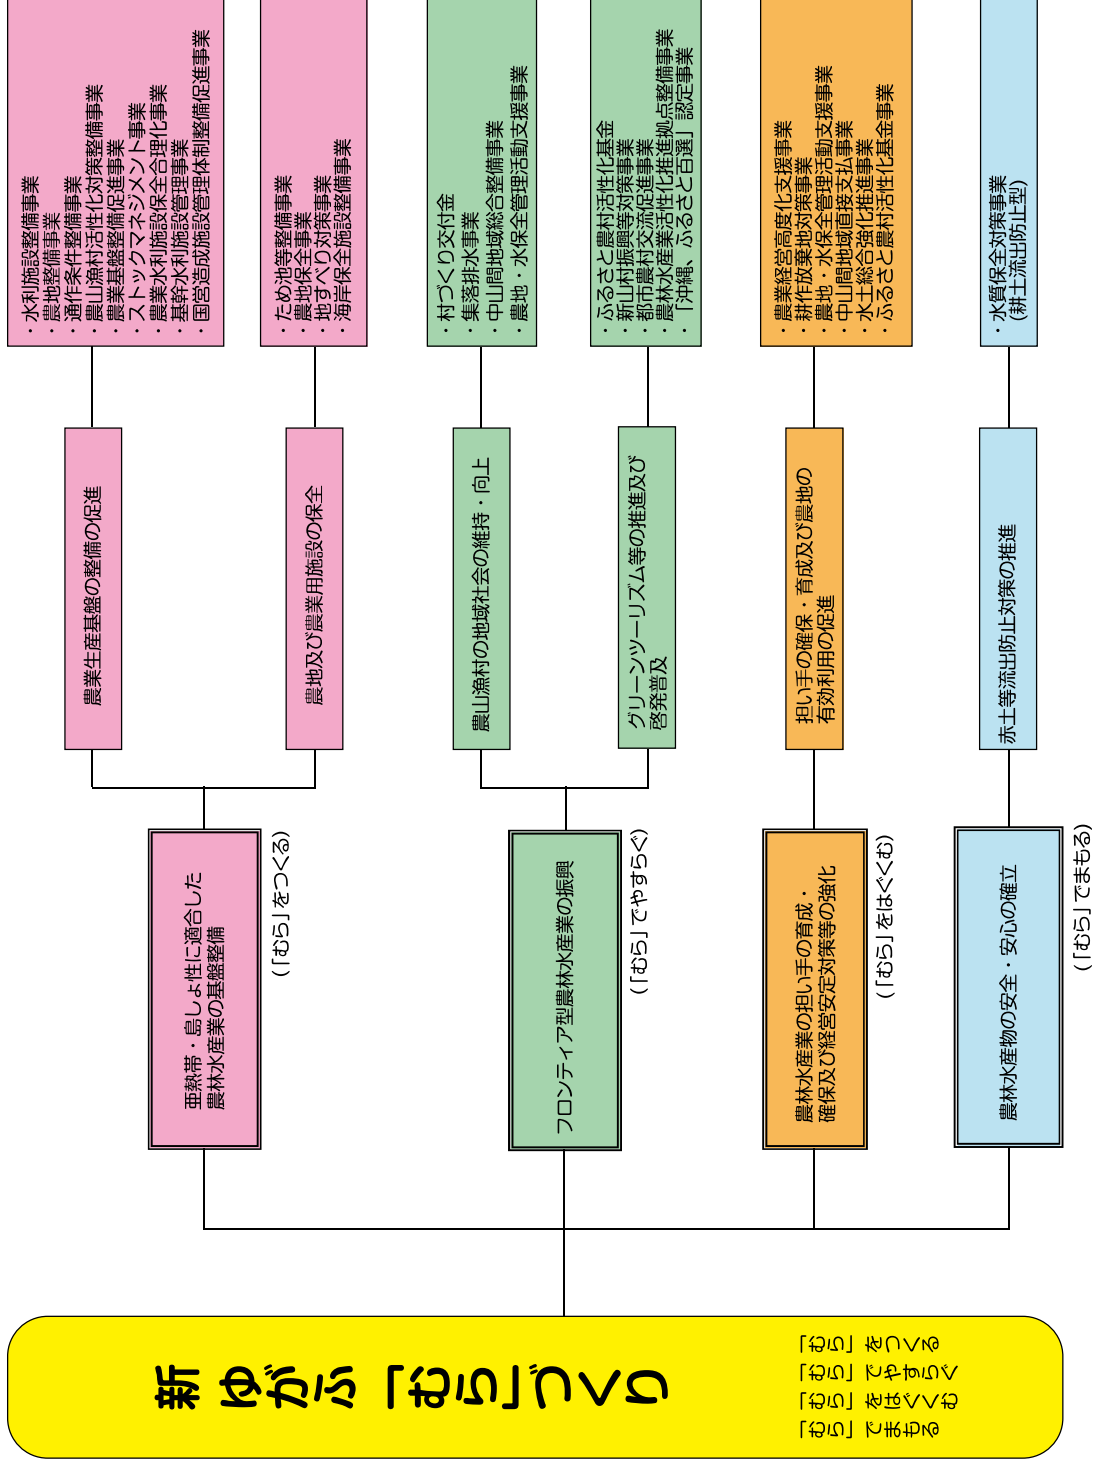 新 ゆがふ 「むら」づくり
「むら」をつくる
「むら」でやすらぐ
「むら」をはぐくむ
「むら」でまもる
亜熱帯・島しょ性に適合した
農林水産業の基盤整備
(「むら」をつくる)
農業生産基盤の整備の促進
・水利施設整備事業
・農地整備事業
・通作条件整備事業
・農山漁村活性化対策整備事業
・農業基盤整備促進事業
・ストックマネジメント事業
・農業水利施設保全合理化事業
・基幹水利施設管理事業
・国営造成施設管理体制整備促進事業
農地及び農業用施設の保全
・ため池等整備事業
・農地保全事業
・地すべり対策事業
・海岸保全施設整備事業
フロンティア型農林水産業の振興
(「むら」でやすらぐ)
農山漁村の地域社会の維持・向上
・村づくり交付金
・集落排水事業
・中山間地域総合整備事業
・農地・水保全管理活動支援事業
グリーンツーリズム等の推進及び
啓発普及
・ふるさと農村活性化基金
・新山村振興等対策事業
・都市農村交流促進事業
・農林水産業活性化推進拠点整備事業
・「沖縄、ふるさと百選」認定事業
農林水産業の担い手の育成・
確保及び経営安定対策等の強化
(「むら」をはぐくむ)
担い手の確保・育成及び農地の
有効利用の促進
・農業経営高度化支援事業
・耕作放棄地対策事業
・農地・水保全管理活動支援事業
・中山間地域直接支払事業
・水土総合強化推進事業
・ふるさと農村活性化基金事業
農林水産物の安全・安心の確立
(「むら」でまもる)
赤土等流出防止対策の推進
・水質保全対策事業
(耕土流出防止型)